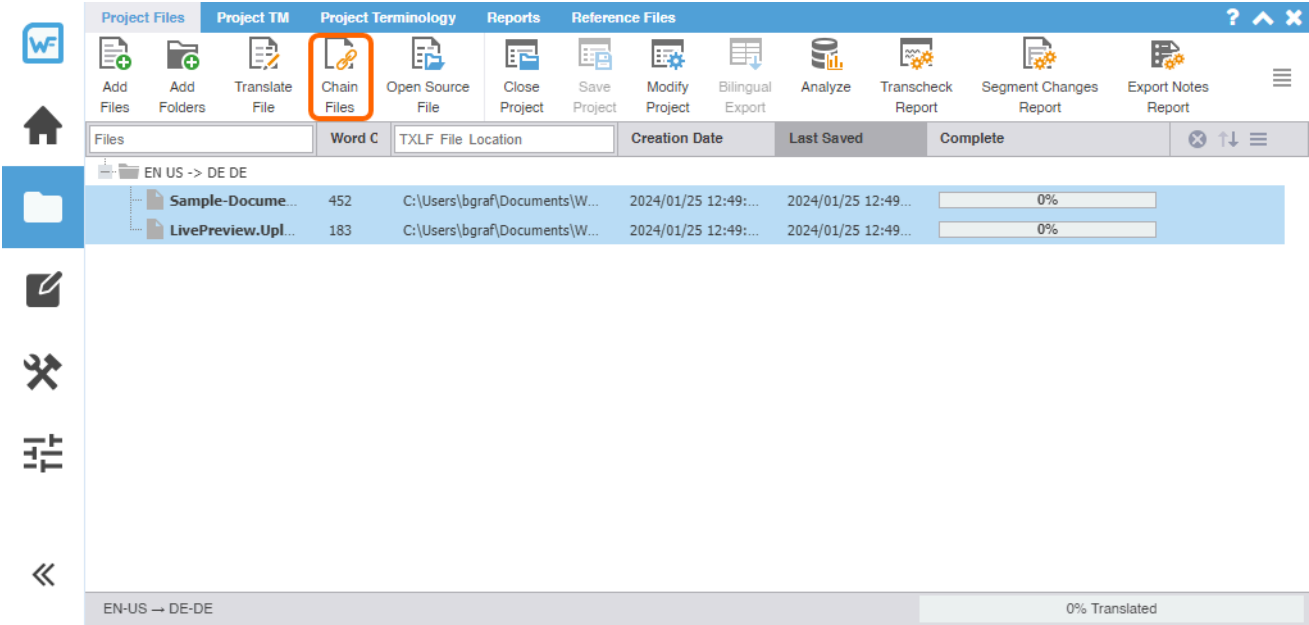 Project Files Project TM Project Terminology Reports Reference Files ?
WF
Add Files
Add Folders
Translate File
Chain Files
Open Source File
Close Project
Save Project
Modify Project
Bilingual Export
Analyze
Transcheck Report
Segment Changes Report
Export Notes Report
Files Word C TXLF File Location Creation Date Last Saved Complete
EN US -> DE DE
Sample-Docume... 452 C:\Users\bgraf\Documents\W... 2024/01/25 12:49:... 2024/01/25 12:49... 0%
LivePreview.Upl... 183 C:\Users\bgraf\Documents\W... 2024/01/25 12:49:... 2024/01/25 12:49... 0%
EN-US → DE-DE 0% Translated